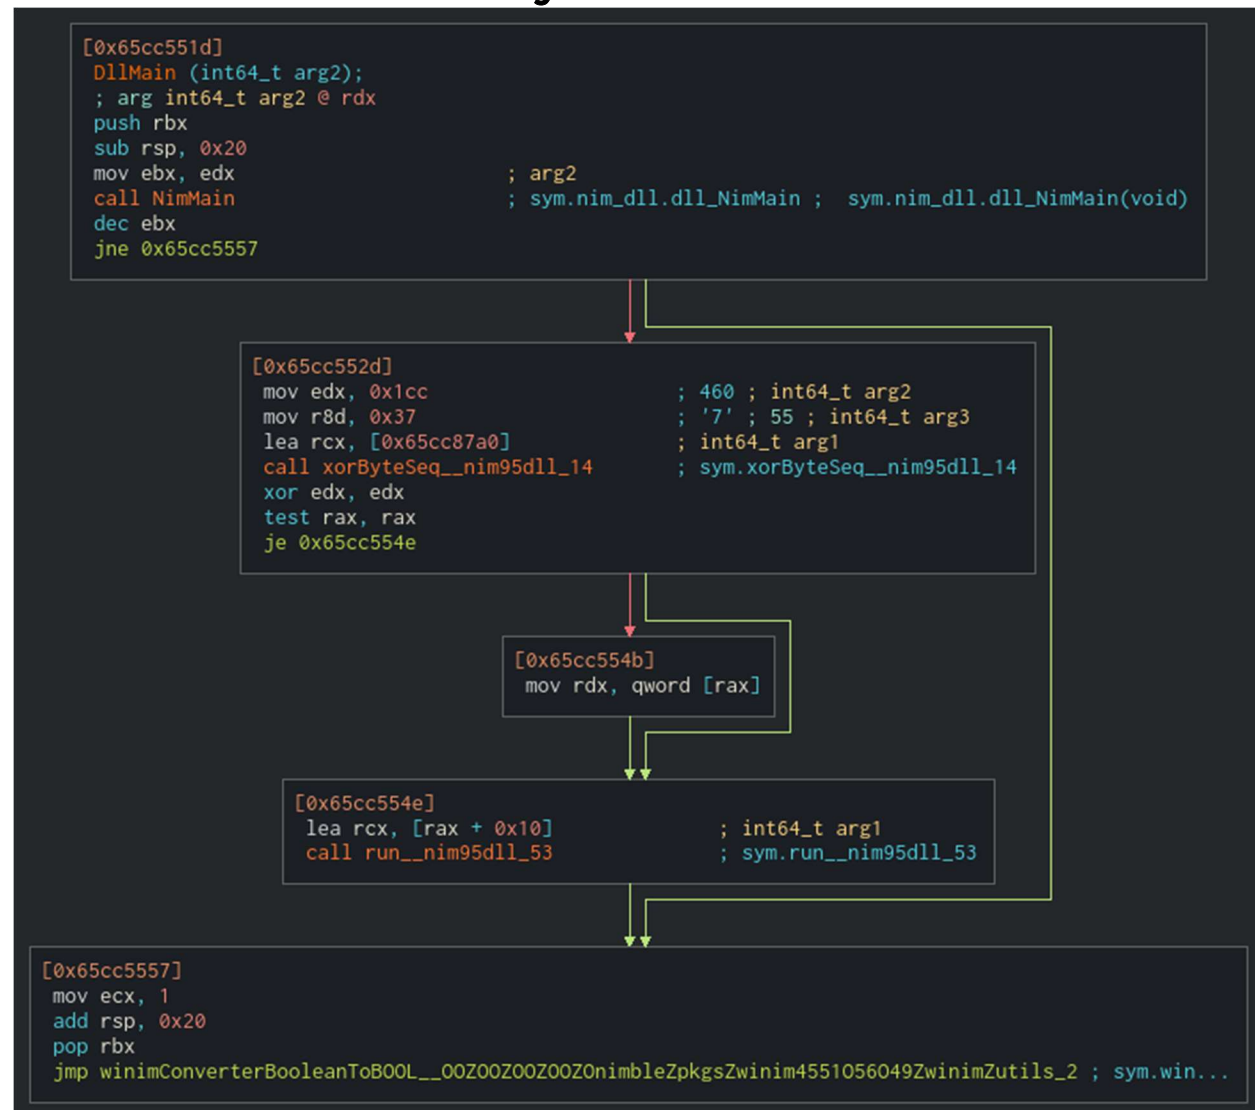 [0x65cc551d]
DllMain (int64_t arg2);
; arg int64_t arg2 @ rdx
push rbx
sub rsp, 0x20
mov ebx, edx ; arg2
call NimMain ; sym.nim_dll.dll_NimMain ; sym.nim_dll.dll_NimMain(void)
dec ebx
jne 0x65cc5557
[0x65cc552d]
mov edx, 0x1cc ; 460 ; int64_t arg2
mov r8d, 0x37 ; '7' ; 55 ; int64_t arg3
lea rcx, [0x65cc87a0] ; int64_t arg1
call xorByteSeq__nim95dll_14 ; sym.xorByteSeq__nim95dll_14
xor edx, edx
test rax, rax
je 0x65cc554e
[0x65cc554b]
mov rdx, qword [rax]
[0x65cc554e]
lea rcx, [rax + 0x10] ; int64_t arg1
call run__nim95dll_53 ; sym.run__nim95dll_53
[0x65cc5557]
mov ecx, 1
add rsp, 0x20
pop rbx
jmp winimConverterBooleanToBOOL__OOZOOZOOZOOZOnimbleZpkgsZwinim4551O56O49ZwinimZutils_2 ; sym.win...